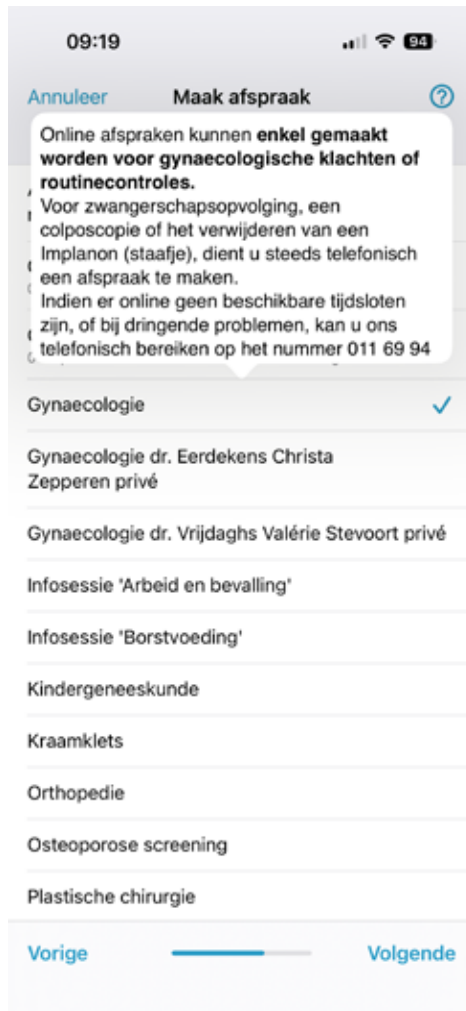 09:19
94
Annuleer Maak afspraak
Online afspraken kunnen enkel gemaakt
worden voor gynaecologische klachten of
routinecontroles.
Voor zwangerschapsopvolging, een
colposcopie of het verwijderen van een
Implanon (staafje), dient u steeds telefonisch
een afspraak te maken.
Indien er online geen beschikbare tijdsloten
zijn, of bij dringende problemen, kan u ons
telefonisch bereiken op het nummer 011 69 94
Gynaecologie
Gynaecologie dr. Eerdekens Christa
Zepperen privé
Gynaecologie dr. Vrijdaghs Valérie Stevoort privé
Infosessie 'Arbeid en bevalling'
Infosessie 'Borstvoeding'
Kindergeneeskunde
Kraamklets
Orthopedie
Osteoporose screening
Plastische chirurgie
Vorige Volgende